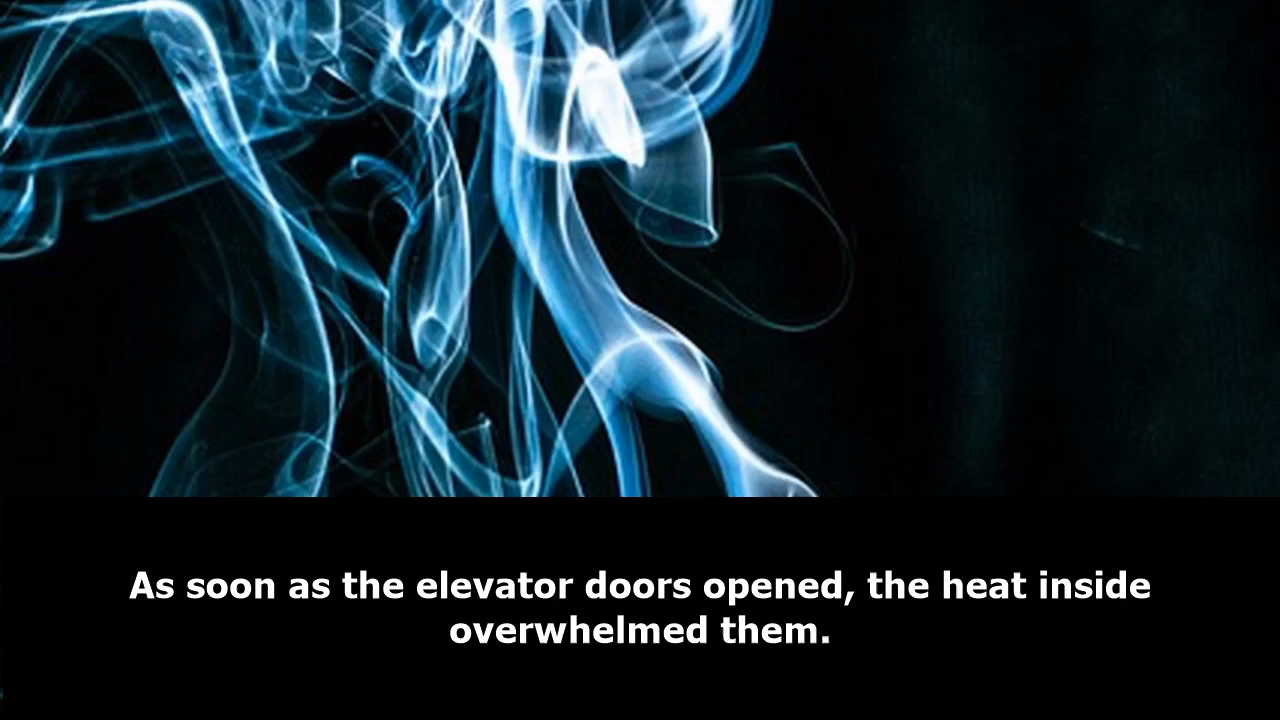 As soon as the elevator doors opened, the heat inside
overwhelmed them.